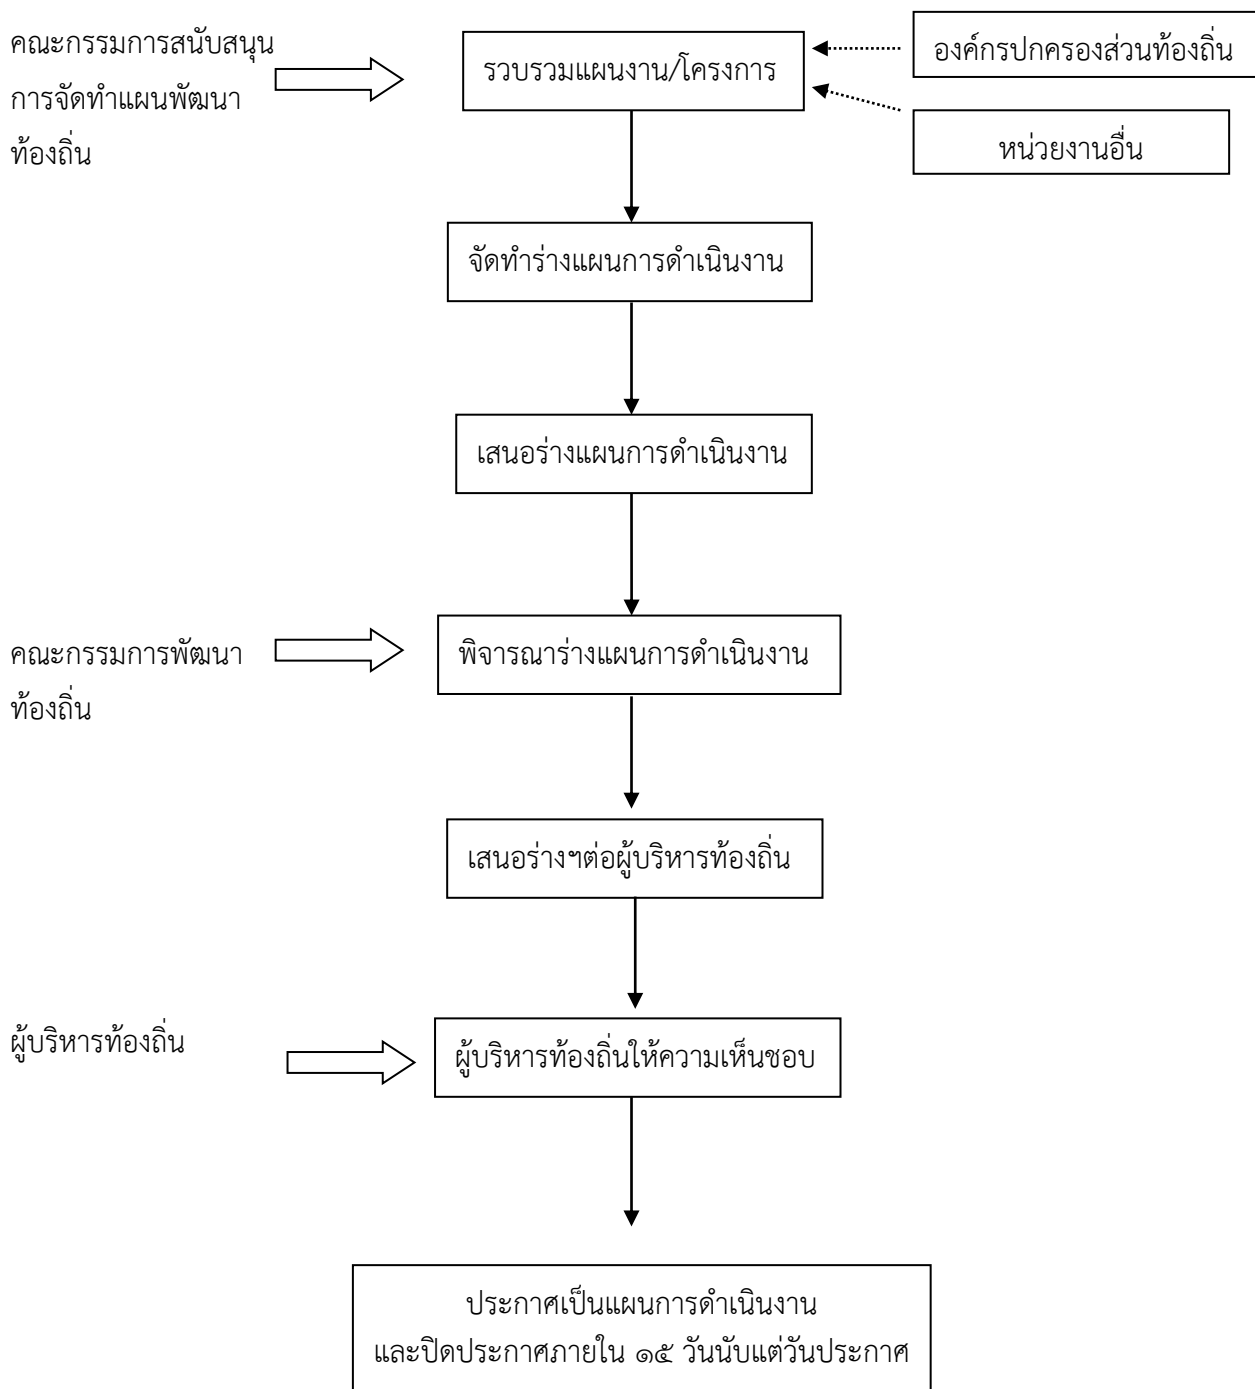 คณะกรรมการสนับสนุน
การจัดทำแผนพัฒนา
ท้องถิ่น
รวบรวมแผนงาน/โครงการ
องค์กรปกครองส่วนท้องถิ่น
หน่วยงานอื่น
จัดทำร่างแผนการดำเนินงาน
เสนอร่างแผนการดำเนินงาน
คณะกรรมการพัฒนา
ท้องถิ่น
พิจารณาร่างแผนการดำเนินงาน
เสนอร่างฯต่อผู้บริหารท้องถิ่น
ผู้บริหารท้องถิ่น
ผู้บริหารท้องถิ่นให้ความเห็นชอบ
ประกาศเป็นแผนการดำเนินงาน
และปิดประกาศภายใน ๑๕ วันนับแต่วันประกาศ